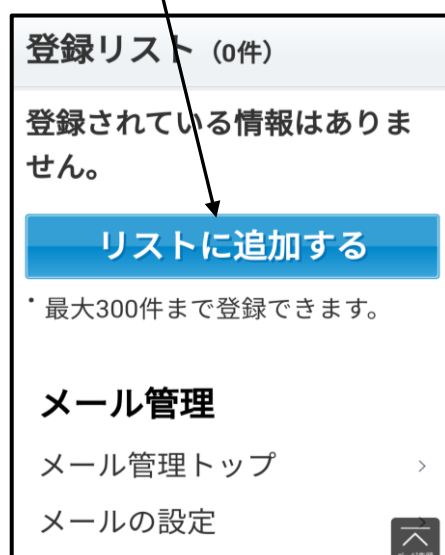 登録リスト（0件）
登録されている情報はありま
せん。
リストに追加する
・最大300件まで登録できます。
メール管理
メール管理トップ
メールの設定